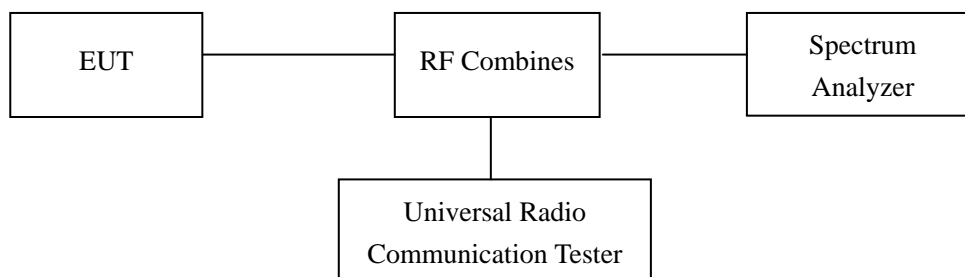 EUT
RF Combines
Spectrum
Analyzer
Universal Radio
Communication Tester